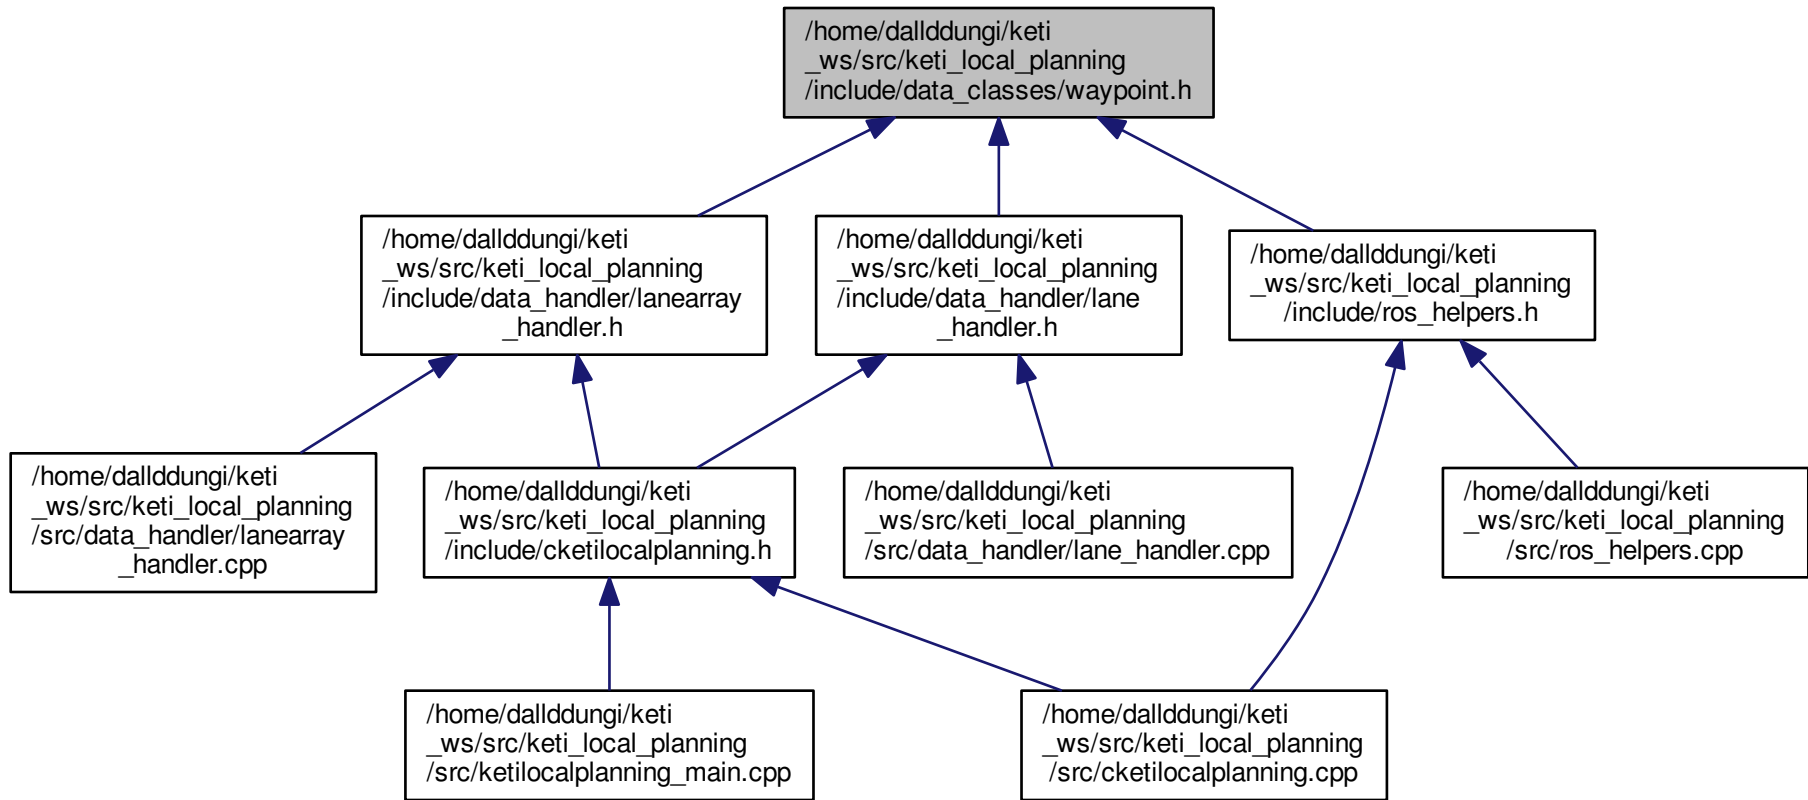 /home/dallddungi/keti
_ws/src/keti_local_planning
/include/data_classes/waypoint.h
/home/dallddungi/keti
_ws/src/keti_local_planning
/include/data_handler/lanearray
_handler.h
/home/dallddungi/keti
_ws/src/keti_local_planning
/include/data_handler/lane
_handler.h
/home/dallddungi/keti
_ws/src/keti_local_planning
/include/ros_helpers.h
/home/dallddungi/keti
_ws/src/keti_local_planning
/src/data_handler/lanearray
_handler.cpp
/home/dallddungi/keti
_ws/src/keti_local_planning
/include/cketilocalplanning.h
/home/dallddungi/keti
_ws/src/keti_local_planning
/src/data_handler/lane_handler.cpp
/home/dallddungi/keti
_ws/src/keti_local_planning
/src/ros_helpers.cpp
/home/dallddungi/keti
_ws/src/keti_local_planning
/src/ketilocalplanning_main.cpp
/home/dallddungi/keti
_ws/src/keti_local_planning
/src/cketilocalplanning.cpp